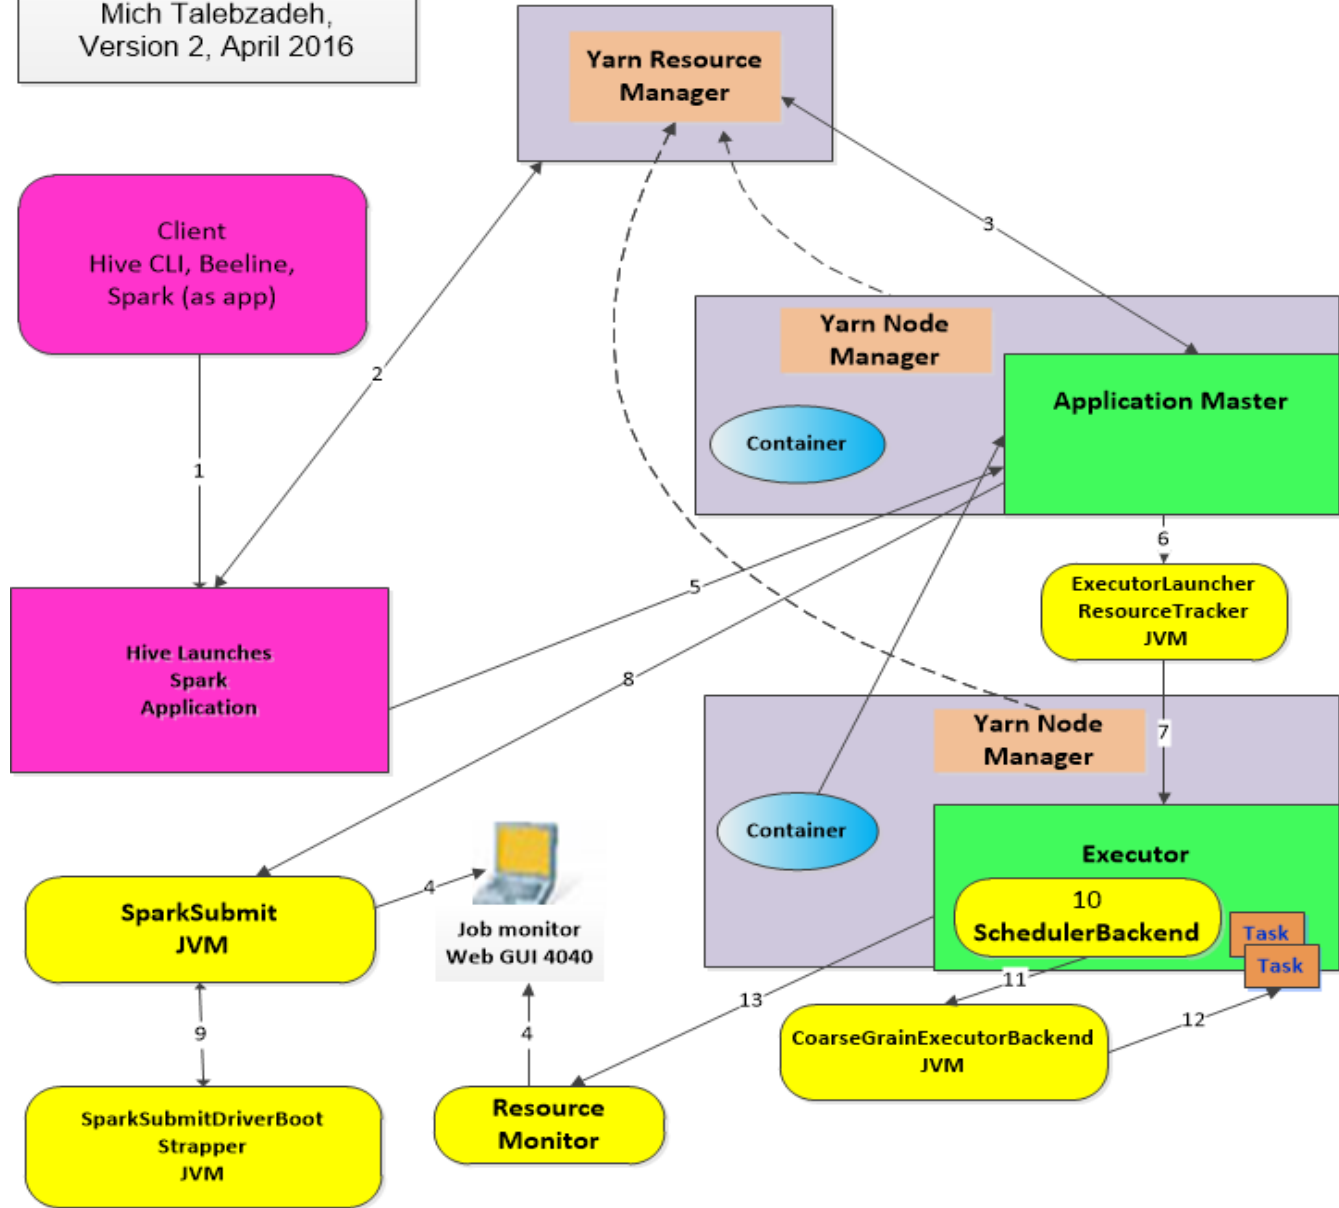 Mich Talebzadeh,
Version 2, April 2016
Yarn Resource
Manager
Client
Hive CLI, Beeline,
Spark (as app)
3
Yarn Node
Manager
2
Application Master
Container
1
6
ExecutorLauncher
ResourceTracker
JVM
5
Hive Launches
Spark
Application
8
Yarn Node
Manager
7
Container
Executor
4
10
SchedulerBackend
SparkSubmit
JVM
Job monitor
Web GUI 4040
Task
Task
11
13
12
9
4
CoarseGrainExecutorBackend
JVM
SparkSubmitDriverBoot
Strapper
JVM
Resource
Monitor